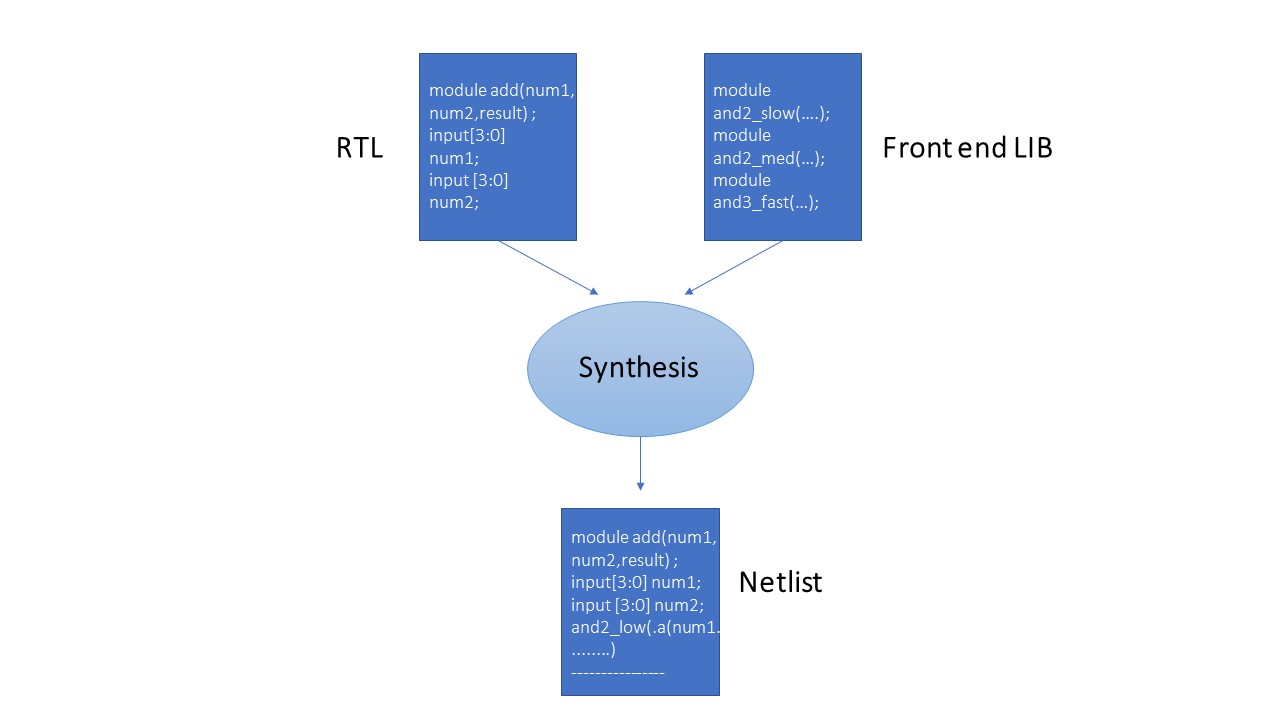 RTL
module add(num1,
num2,result) ;
input[3:0]
num1;
input [3:0]
num2;
module
and2_slow(....);
module
and2_med(...);
module
and3_fast(...);
Front end LIB
Synthesis
module add(num1,
num2,result) ;
input[3:0] num1;
input [3:0] num2;
and2_low(.a(num1.
........)
----------------
Netlist